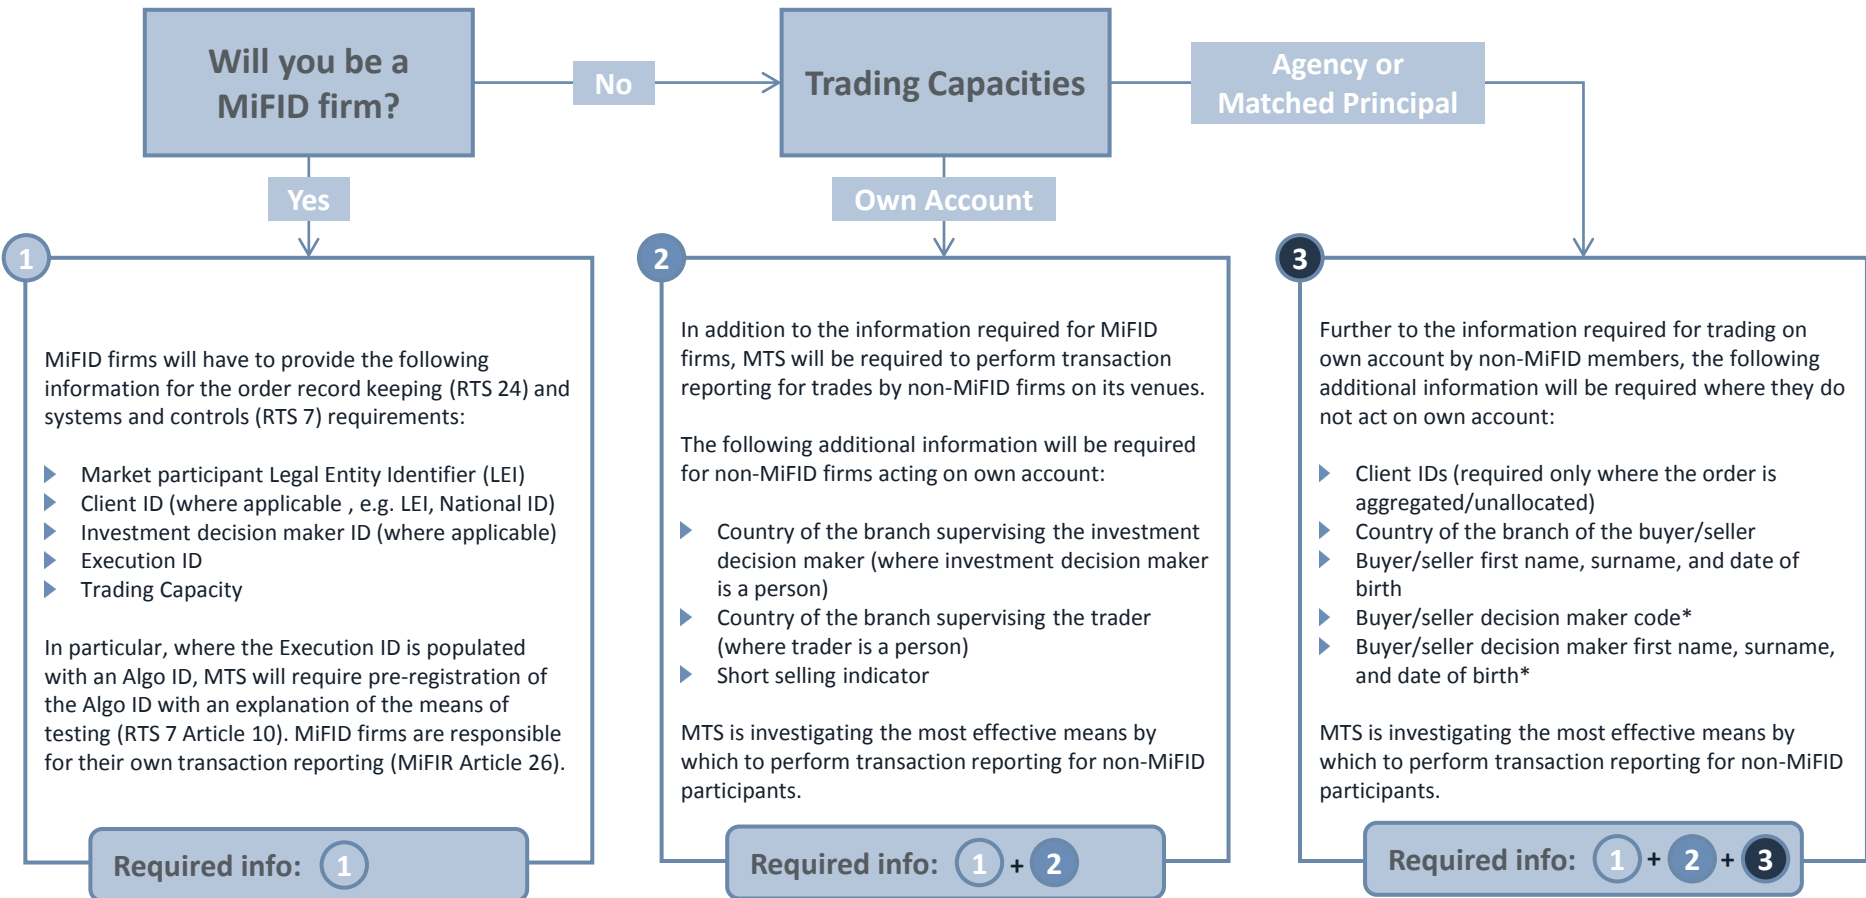 Will you be a
MiFID firm?
No
Trading Capacities
Agency or
Matched Principal
Yes
Own Account
1
MiFID firms will have to provide the following
information for the order record keeping (RTS 24) and
systems and controls (RTS 7) requirements:
Market participant Legal Entity Identifier (LEI)
Client ID (where applicable , e.g. LEI, National ID)
Investment decision maker ID (where applicable)
Execution ID
Trading Capacity
In particular, where the Execution ID is populated
with an Algo ID, MTS will require pre-registration of
the Algo ID with an explanation of the means of
testing (RTS 7 Article 10). MiFID firms are responsible
for their own transaction reporting (MiFIR Article 26).
Required info: 1
2
In addition to the information required for MiFID
firms, MTS will be required to perform transaction
reporting for trades by non-MiFID firms on its venues.
The following additional information will be required
for non-MiFID firms acting on own account:
Country of the branch supervising the investment
decision maker (where investment decision maker
is a person)
Country of the branch supervising the trader
(where trader is a person)
Short selling indicator
MTS is investigating the most effective means by
which to perform transaction reporting for non-MiFID
participants.
Required info: 1 + 2
3
Further to the information required for trading on
own account by non-MiFID members, the following
additional information will be required where they do
not act on own account:
Client IDs (required only where the order is
aggregated/unallocated)
Country of the branch of the buyer/seller
Buyer/seller first name, surname, and date of
birth
Buyer/seller decision maker code*
Buyer/seller decision maker first name, surname,
and date of birth*
MTS is investigating the most effective means by
which to perform transaction reporting for non-MiFID
participants.
Required info: 1 + 2 + 3